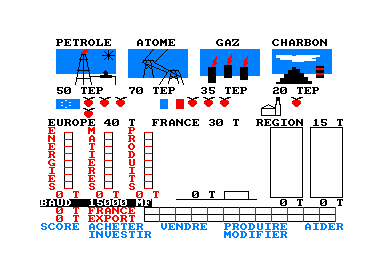 PETROLE ATOME GAZ CHARBON
50 TEP 70 TEP 35 TEP 20 TEP
EUROPE 40 T FRANCE 30 T REGION 15 T
ENERGIES
MATIERES
PRODUITS
0 T 0 T 0 T 0 T 0 T 0 T
BAUD 15000 MF
0 T FRANCE
0 T EXPORT
SCORE ACHETER VENDRE PRODUIRE AIDER
INVESTIR MODIFIER